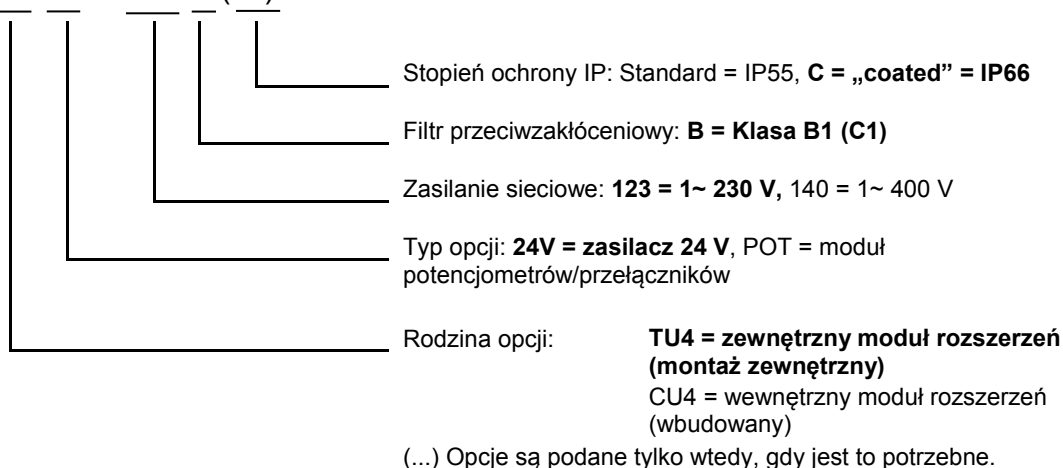 Stopień ochrony IP: Standard = IP55, C = „coated” = IP66
Filtr przeciwzakłóceniowy: B = Klasa B1 (C1)
Zasilanie sieciowe: 123 = 1~ 230 V, 140 = 1~ 400 V
Typ opcji: 24V = zasilacz 24 V, POT = moduł
potencjometrów/przełączników
Rodzina opcji: TU4 = zewnętrzny moduł rozszerzeń
(montaż zewnętrzny)
CU4 = wewnętrzny moduł rozszerzeń
(wbudowany)
(...) Opcje są podane tylko wtedy, gdy jest to potrzebne.